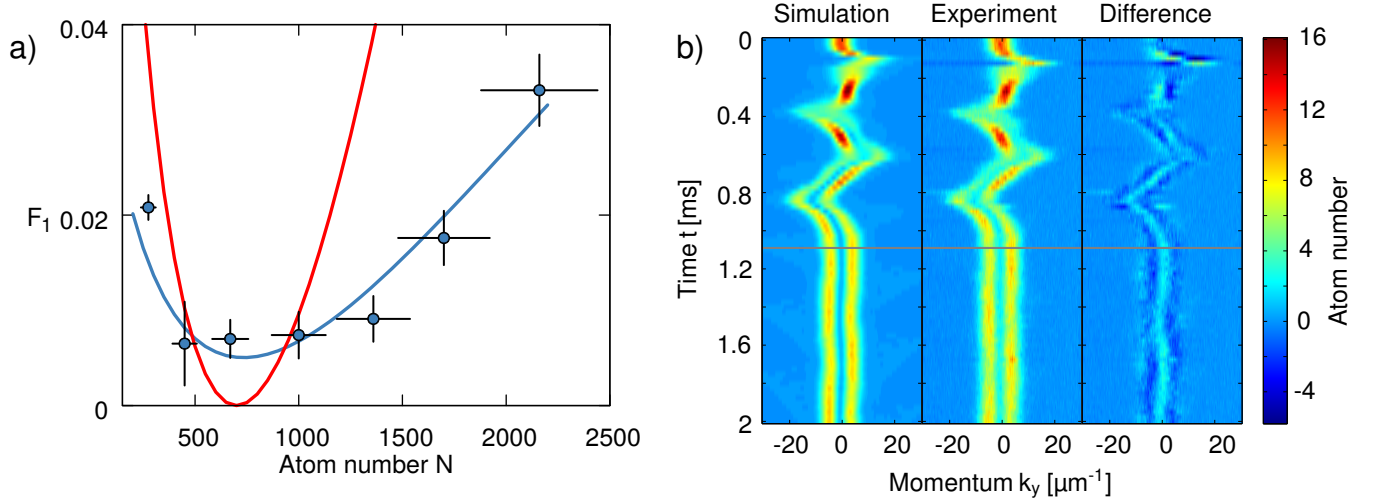 a)
0.04
F1 0.02
0
500 1000 1500 2000 2500
Atom number N
b)
Simulation Experiment Difference
0
0.4
0.8
1.2
1.6
2
Time t [ms]
-20 0 20 -20 0 20 -20 0 20
Momentum ky [µm-1]
16
12
8
4
0
-4
Atom number